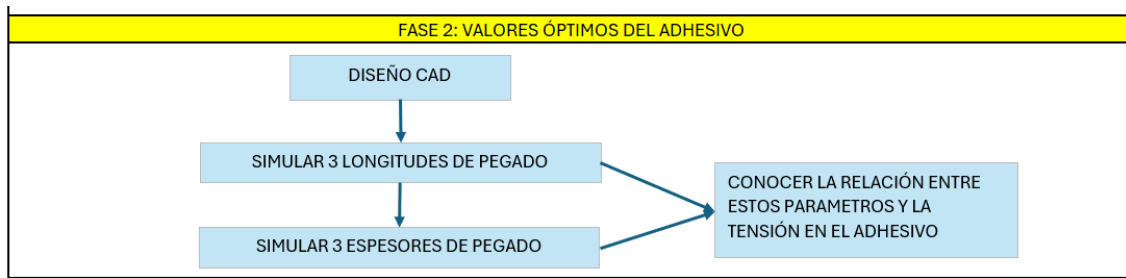 FASE 2: VALORES ÓPTIMOS DEL ADHESIVO
DISEÑO CAD
SIMULAR 3 LONGITUDES DE PEGADO
CONOCER LA RELACIÓN ENTRE
ESTOS PARAMETROS Y LA
TENSIÓN EN EL ADHESIVO
SIMULAR 3 ESPESORES DE PEGADO